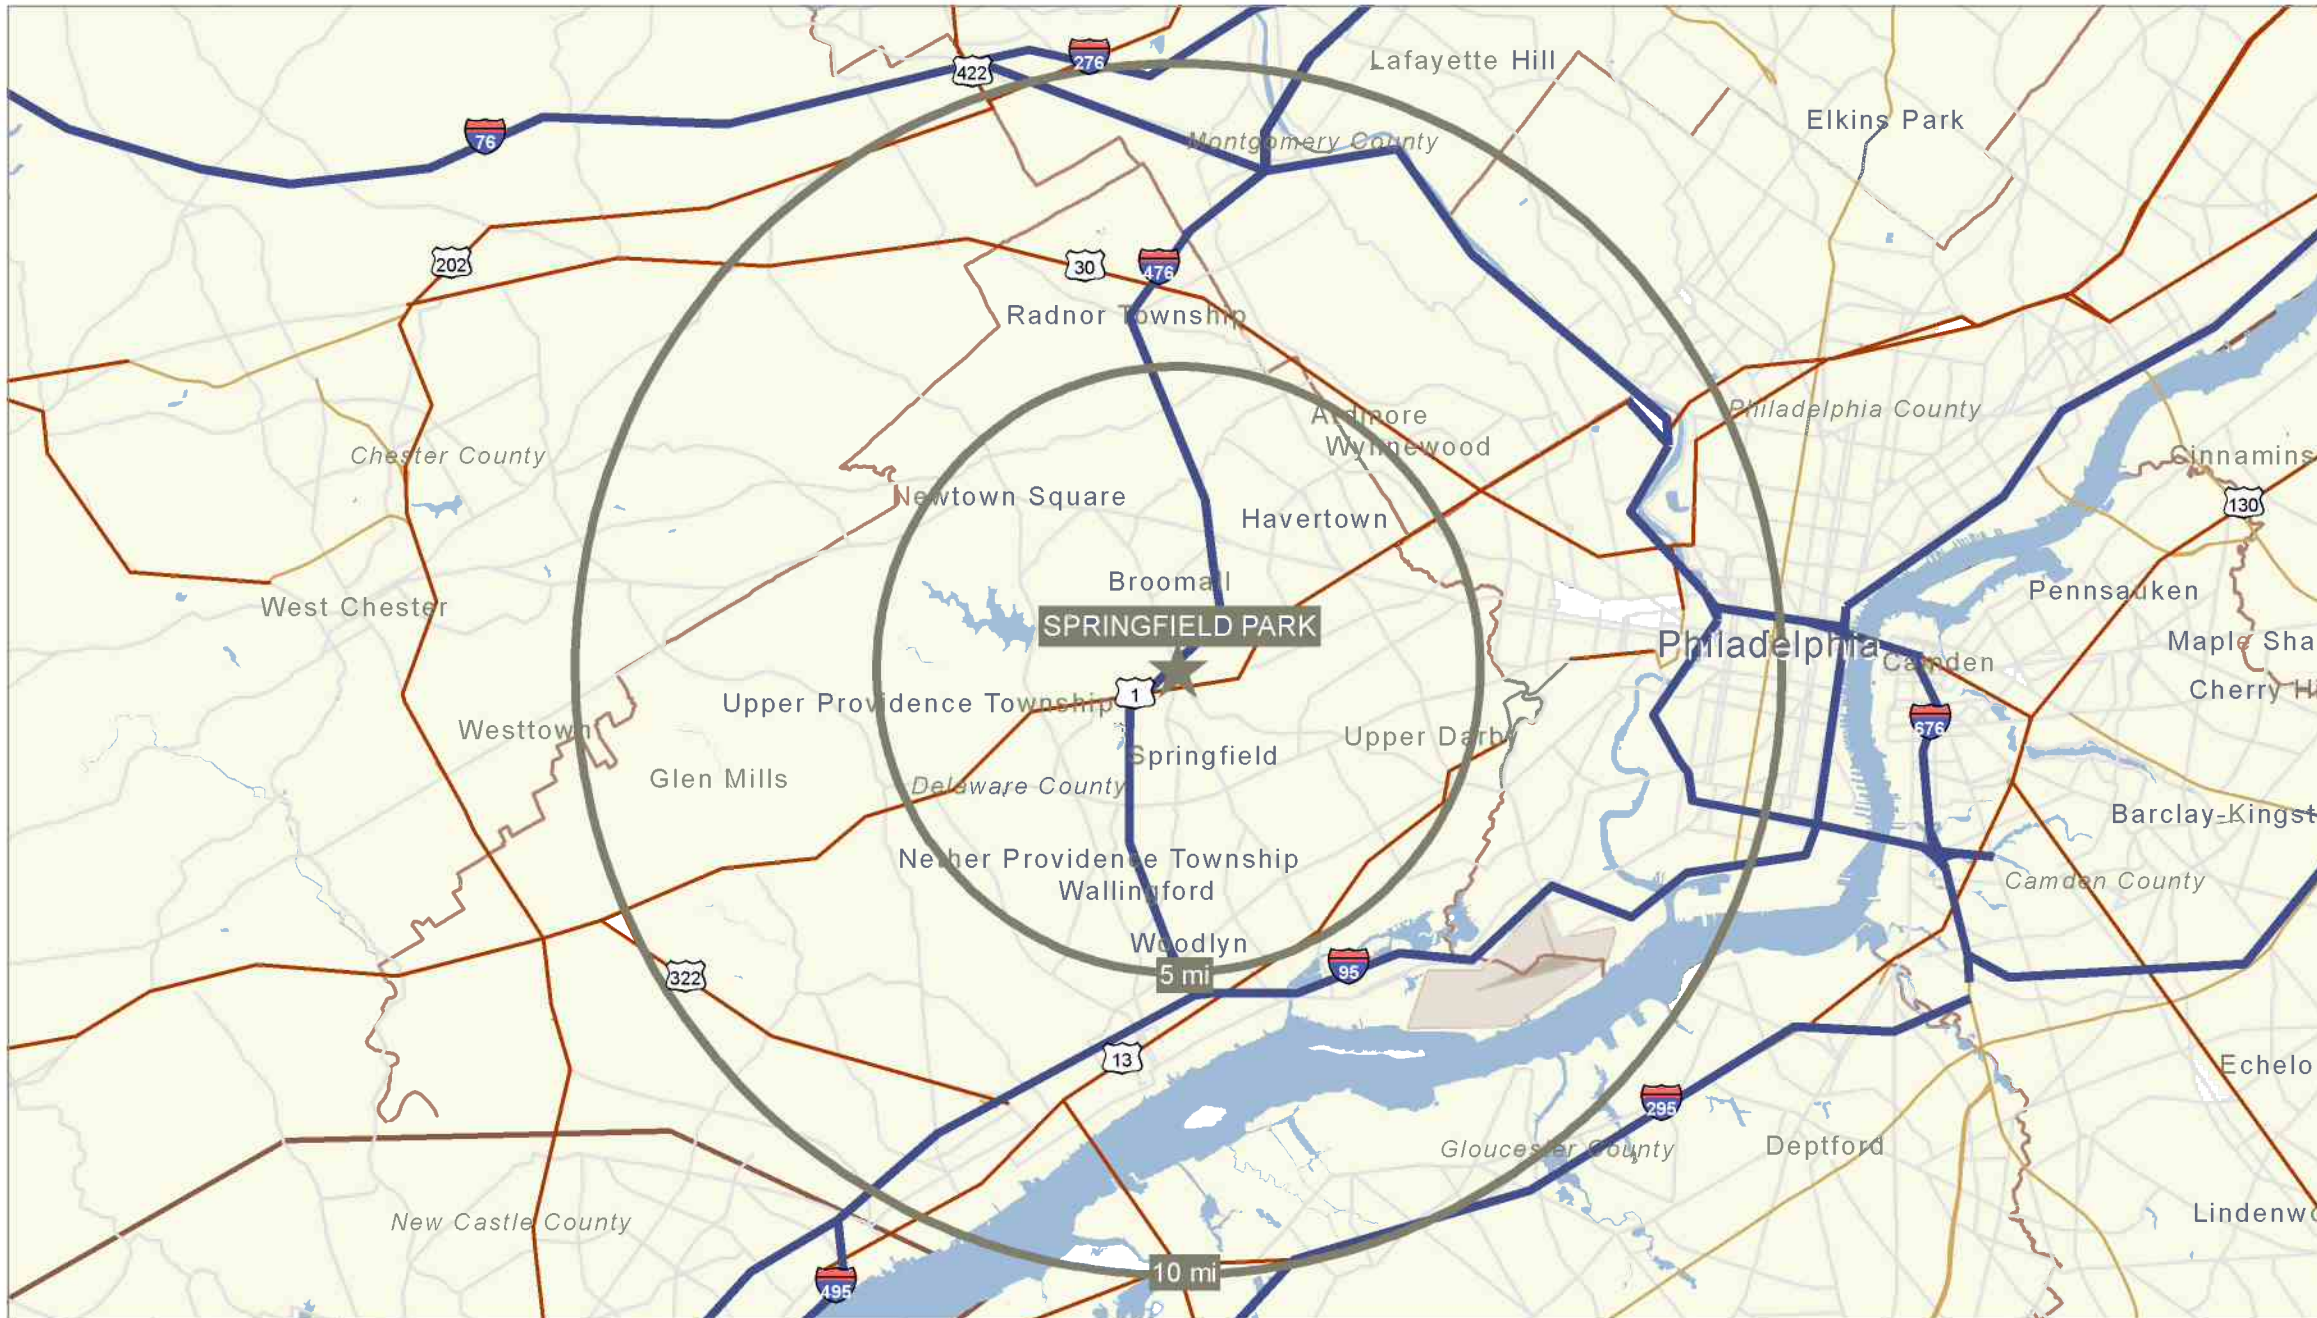 Lafayette Hill
276
422
Elkins Park
76
Montgomery County
202
30
476
Radnor Township
Ardmore
Philadelphia County
Wynnewood
Chester County
Cinnamins
Newtown Square
130
Havertown
Broomall
Pennsauken
West Chester
SPRINGFIELD PARK
Philadelphia
Maple Sha
Camden
Cherry Hi
1
Upper Providence Township
676
Westtown
Upper Darby
Springfield
Glen Mills
Delaware County
Barclay-Kingst
Nether Providence Township
Camden County
Wallingford
Woodlyn
95
5 mi
322
13
Echelo
295
Gloucester County
Deptford
New Castle County
Lindenwo
10 mi
495